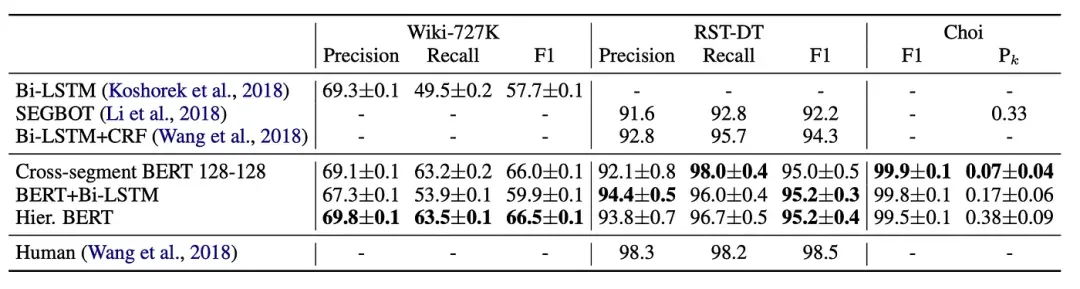 Wiki-727K RST-DT Choi
Precision Recall F1 Precision Recall F1 F1 Pk
Bi-LSTM (Koshorek et al., 2018) 69.3±0.1 49.5±0.2 57.7±0.1 - - - - -
SEGBOT (Li et al., 2018) - - - 91.6 92.8 92.2 - 0.33
Bi-LSTM+CRF (Wang et al., 2018) - - - 92.8 95.7 94.3 - -
Cross-segment BERT 128-128 69.1±0.1 63.2±0.2 66.0±0.1 92.1±0.8 98.0±0.4 95.0±0.5 99.9±0.1 0.07±0.04
BERT+Bi-LSTM 67.3±0.1 53.9±0.1 59.9±0.1 94.4±0.5 96.0±0.4 95.2±0.3 99.8±0.1 0.17±0.06
Hier. BERT 69.8±0.1 63.5±0.1 66.5±0.1 93.8±0.7 96.7±0.5 95.2±0.4 99.5±0.1 0.38±0.09
Human (Wang et al., 2018) - - - 98.3 98.2 98.5 - -